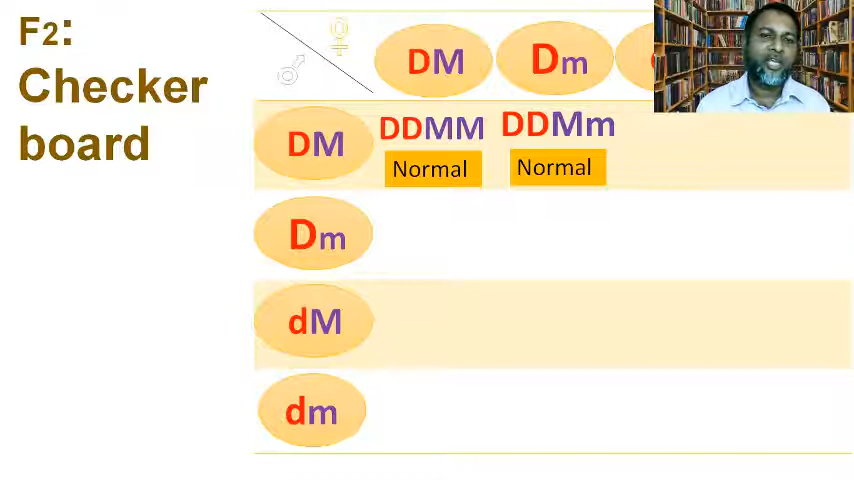 F2:
Checker
board
♀
♂
DM Dm
DM DDMM DDMm
Normal Normal
Dm
dM
dm